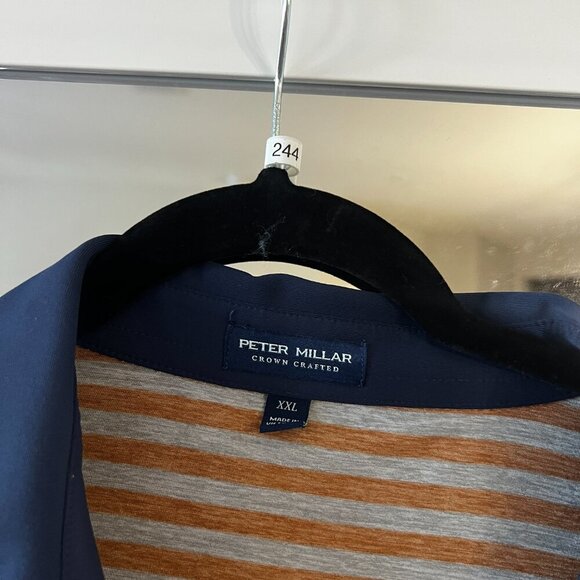 244
PETER MILLAR
CROWN CRAFTED
XXL
MADE IN